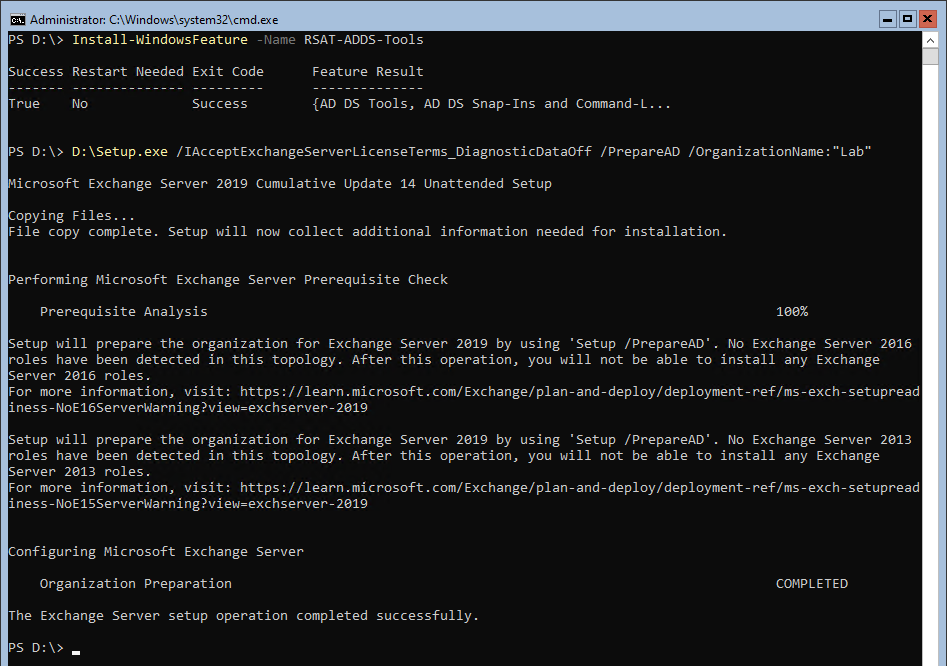 Administrator: C:\Windows\system32\cmd.exe
PS D:\> Install-WindowsFeature -Name RSAT-ADDS-Tools
Success Restart Needed Exit Code      Feature Result
------- -------------- ---------      --------------
True    No             Success        {AD DS Tools, AD DS Snap-Ins and Command-L...
PS D:\> D:\Setup.exe /IAcceptExchangeServerLicenseTerms_DiagnosticDataOff /PrepareAD /OrganizationName:"Lab"
Microsoft Exchange Server 2019 Cumulative Update 14 Unattended Setup
Copying Files...
File copy complete. Setup will now collect additional information needed for installation.
Performing Microsoft Exchange Server Prerequisite Check
Prerequisite Analysis                                                                       100%
Setup will prepare the organization for Exchange Server 2019 by using 'Setup /PrepareAD'. No Exchange Server 2016
roles have been detected in this topology. After this operation, you will not be able to install any Exchange
Server 2016 roles.
For more information, visit: https://learn.microsoft.com/Exchange/plan-and-deploy/deployment-ref/ms-exch-setupread
iness-NoE16ServerWarning?view=exchserver-2019
Setup will prepare the organization for Exchange Server 2019 by using 'Setup /PrepareAD'. No Exchange Server 2013
roles have been detected in this topology. After this operation, you will not be able to install any Exchange
Server 2013 roles.
For more information, visit: https://learn.microsoft.com/Exchange/plan-and-deploy/deployment-ref/ms-exch-setupread
iness-NoE15ServerWarning?view=exchserver-2019
Configuring Microsoft Exchange Server
Organization Preparation                                                                    COMPLETED
The Exchange Server setup operation completed successfully.
PS D:\>